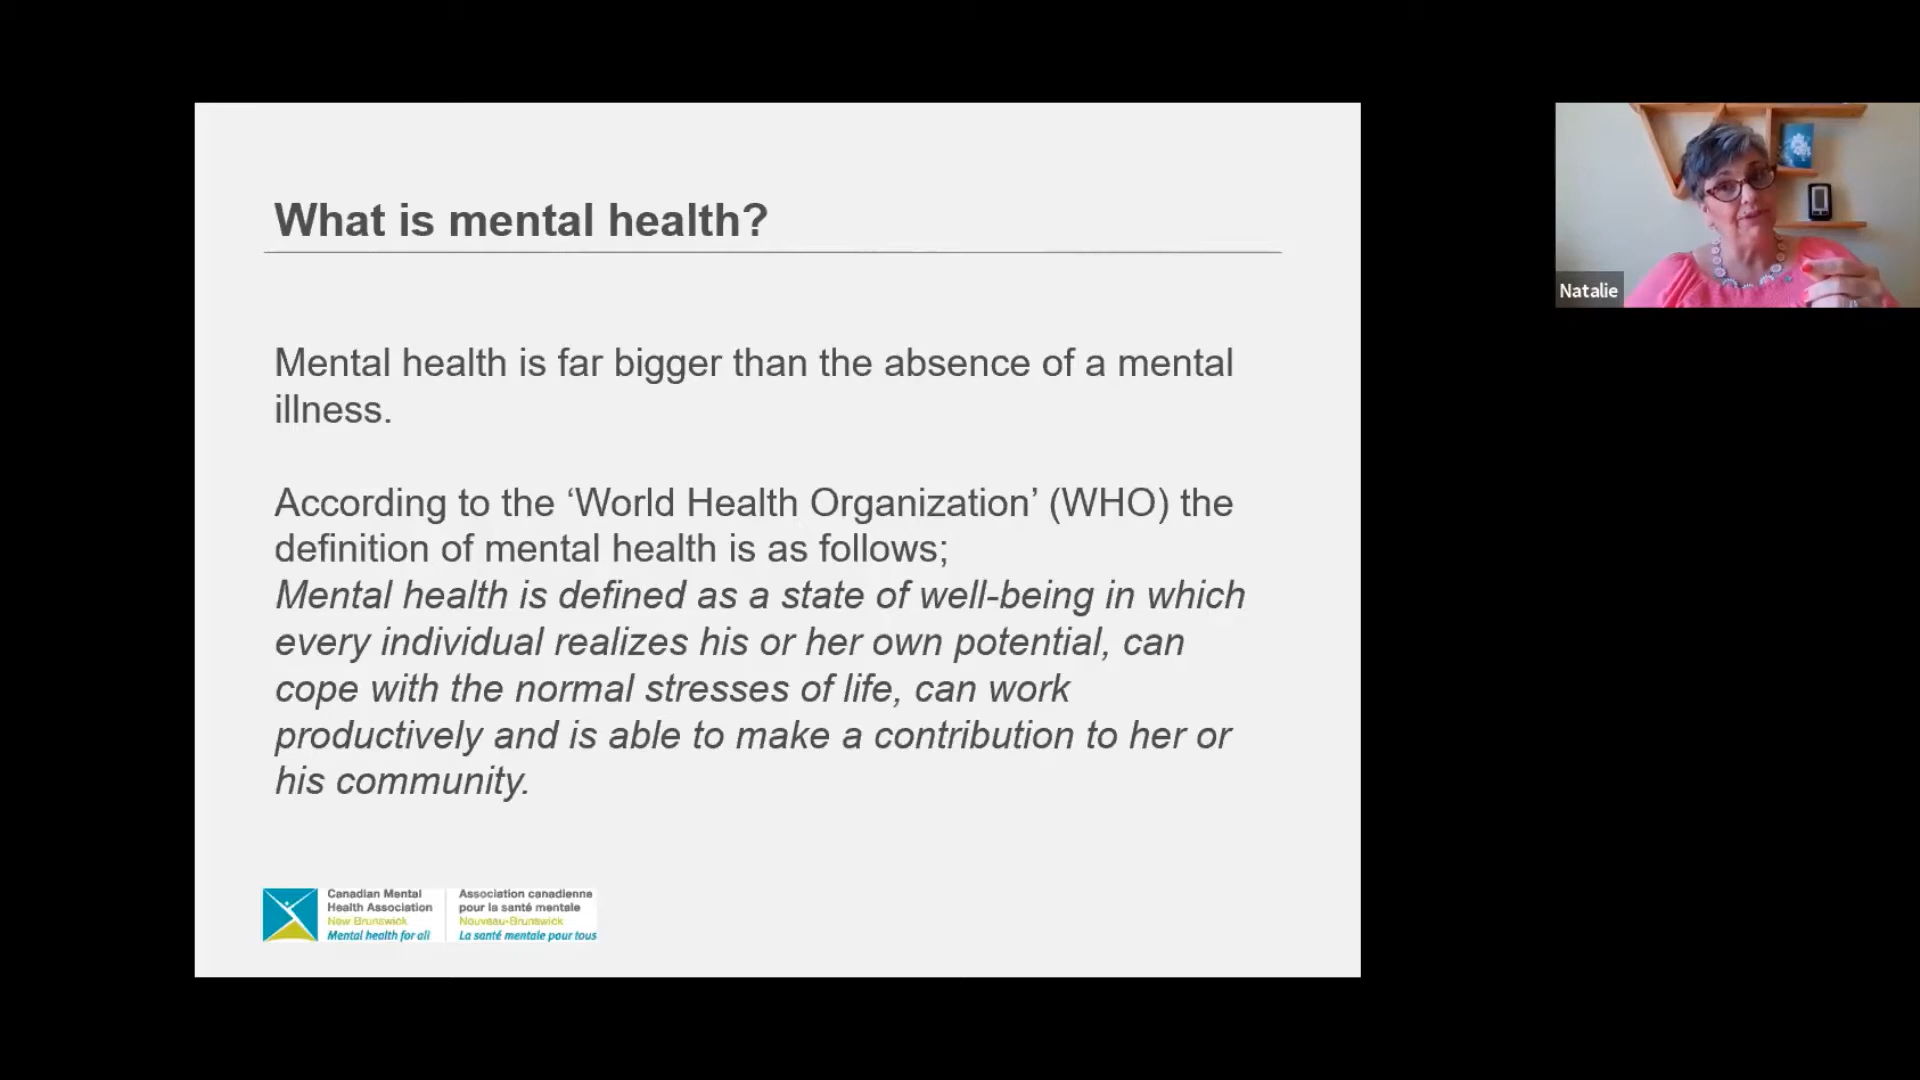 What is mental health?
Mental health is far bigger than the absence of a mental
illness.
According to the ‘World Health Organization’ (WHO) the
definition of mental health is as follows;
Mental health is defined as a state of well-being in which
every individual realizes his or her own potential, can
cope with the normal stresses of life, can work
productively and is able to make a contribution to her or
his community.
Canadian Mental
Health Association
New Brunswick
Mental health for all
Association canadienne
pour la santé mentale
Nouveau-Brunswick
La santé mentale pour tous
Natalie